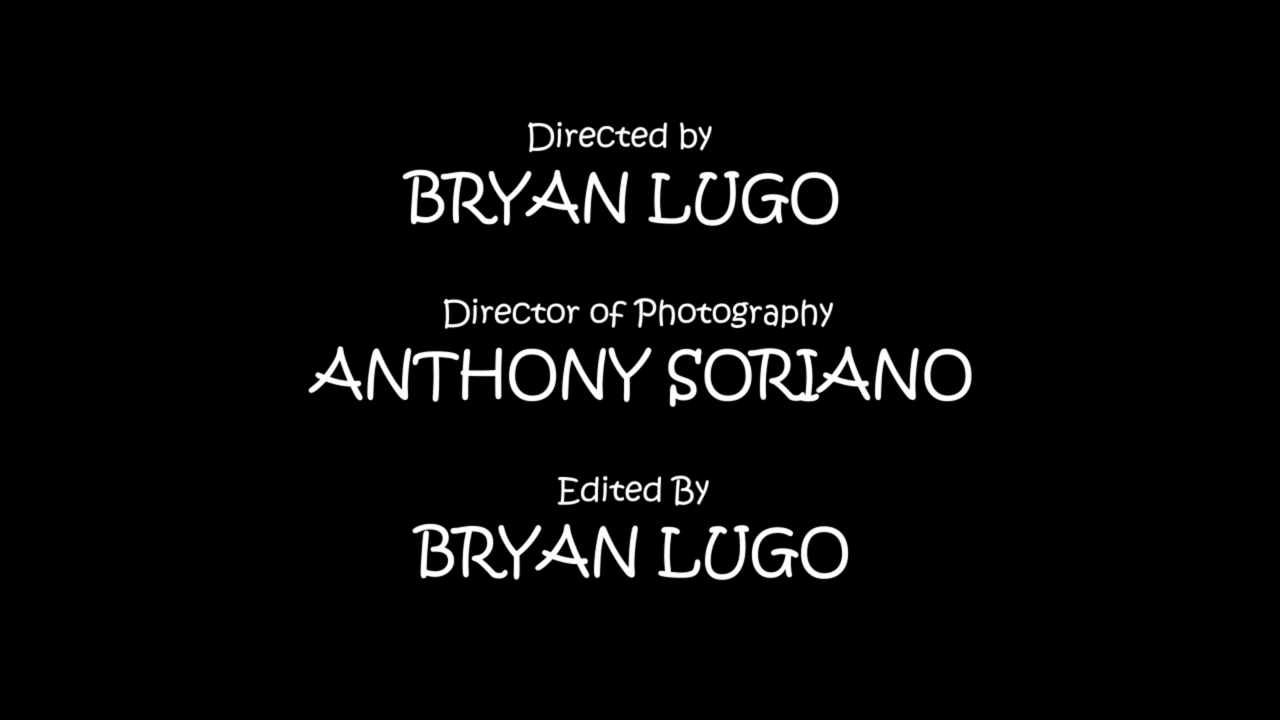 Directed by
BRYAN LUGO
Director of Photography
ANTHONY SORIANO
Edited By
BRYAN LUGO